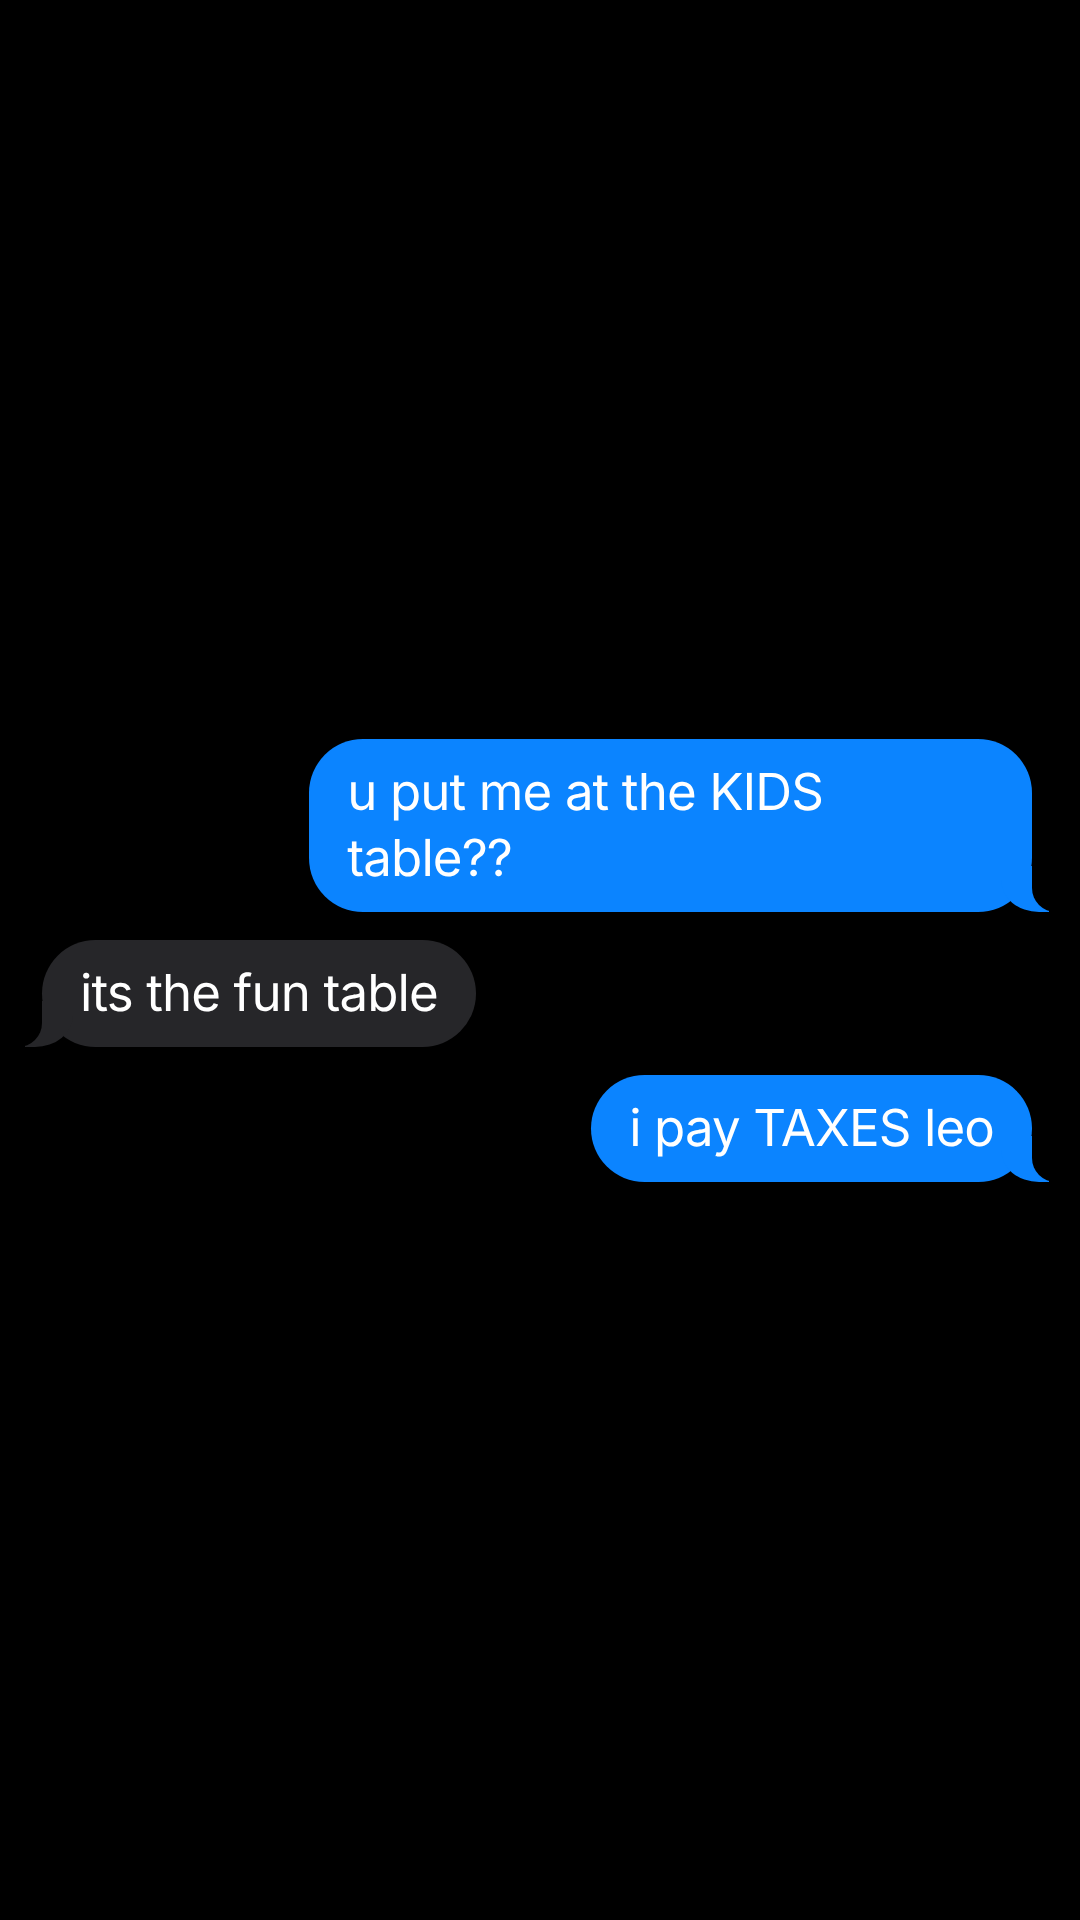 u put me at the KIDS
table??
its the fun table
i pay TAXES leo